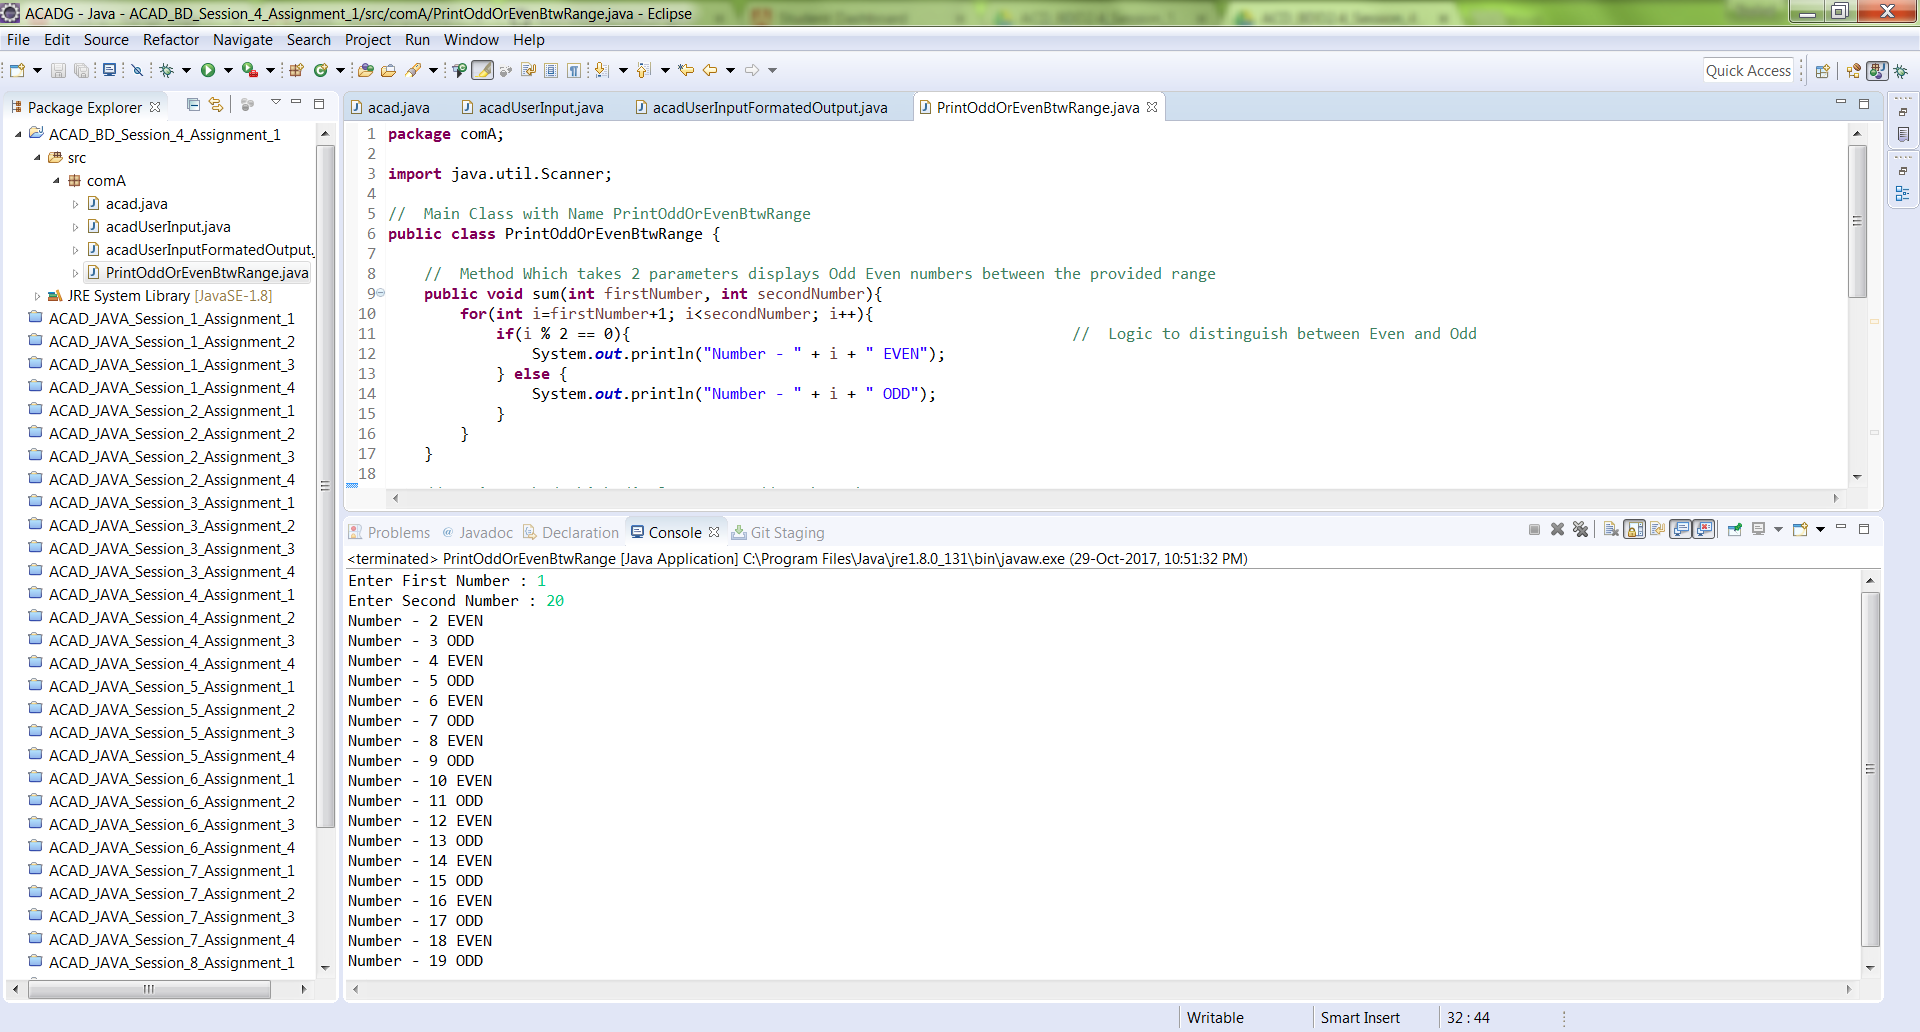 ACADG - Java - ACAD_BD_Session_4_Assignment_1/src/comA/PrintOddOrEvenBtwRange.java - Eclipse
File Edit Source Refactor Navigate Search Project Run Window Help
Quick Access
Package Explorer
ACAD_BD_Session_4_Assignment_1
src
comA
acad.java
acadUserInput.java
acadUserInputFormatedOutput.
PrintOddOrEvenBtwRange.java
JRE System Library [JavaSE-1.8]
ACAD_JAVA_Session_1_Assignment_1
ACAD_JAVA_Session_1_Assignment_2
ACAD_JAVA_Session_1_Assignment_3
ACAD_JAVA_Session_1_Assignment_4
ACAD_JAVA_Session_2_Assignment_1
ACAD_JAVA_Session_2_Assignment_2
ACAD_JAVA_Session_2_Assignment_3
ACAD_JAVA_Session_2_Assignment_4
ACAD_JAVA_Session_3_Assignment_1
ACAD_JAVA_Session_3_Assignment_2
ACAD_JAVA_Session_3_Assignment_3
ACAD_JAVA_Session_3_Assignment_4
ACAD_JAVA_Session_4_Assignment_1
ACAD_JAVA_Session_4_Assignment_2
ACAD_JAVA_Session_4_Assignment_3
ACAD_JAVA_Session_4_Assignment_4
ACAD_JAVA_Session_5_Assignment_1
ACAD_JAVA_Session_5_Assignment_2
ACAD_JAVA_Session_5_Assignment_3
ACAD_JAVA_Session_5_Assignment_4
ACAD_JAVA_Session_6_Assignment_1
ACAD_JAVA_Session_6_Assignment_2
ACAD_JAVA_Session_6_Assignment_3
ACAD_JAVA_Session_6_Assignment_4
ACAD_JAVA_Session_7_Assignment_1
ACAD_JAVA_Session_7_Assignment_2
ACAD_JAVA_Session_7_Assignment_3
ACAD_JAVA_Session_7_Assignment_4
ACAD_JAVA_Session_8_Assignment_1
acad.java acadUserInput.java acadUserInputFormatedOutput.java PrintOddOrEvenBtwRange.java
1 package comA;
2
3 import java.util.Scanner;
4
5 // Main Class with Name PrintOddOrEvenBtwRange
6 public class PrintOddOrEvenBtwRange {
7
8 // Method Which takes 2 parameters displays Odd Even numbers between the provided range
9 public void sum(int firstNumber, int secondNumber){
10 for(int i=firstNumber+1; i<secondNumber; i++){
11 if(i % 2 == 0){ // Logic to distinguish between Even and Odd
12 System.out.println("Number - " + i + " EVEN");
13 } else {
14 System.out.println("Number - " + i + " ODD");
15 }
16 }
17 }
18
Problems Javadoc Declaration Console Git Staging
<terminated> PrintOddOrEvenBtwRange [Java Application] C:\Program Files\Java\jre1.8.0_131\bin\javaw.exe (29-Oct-2017, 10:51:32 PM)
Enter First Number : 1
Enter Second Number : 20
Number - 2 EVEN
Number - 3 ODD
Number - 4 EVEN
Number - 5 ODD
Number - 6 EVEN
Number - 7 ODD
Number - 8 EVEN
Number - 9 ODD
Number - 10 EVEN
Number - 11 ODD
Number - 12 EVEN
Number - 13 ODD
Number - 14 EVEN
Number - 15 ODD
Number - 16 EVEN
Number - 17 ODD
Number - 18 EVEN
Number - 19 ODD
Writable Smart Insert 32 : 44